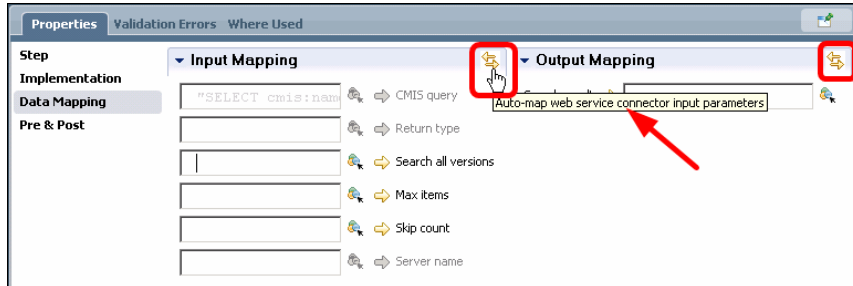 Properties Validation Errors Where Used
Step
Implementation
Data Mapping
Pre & Post
Input Mapping
Output Mapping
"SELECT cmis:name
CMIS query
Auto-map web service connector input parameters
Return type
Search all versions
Max items
Skip count
Server name